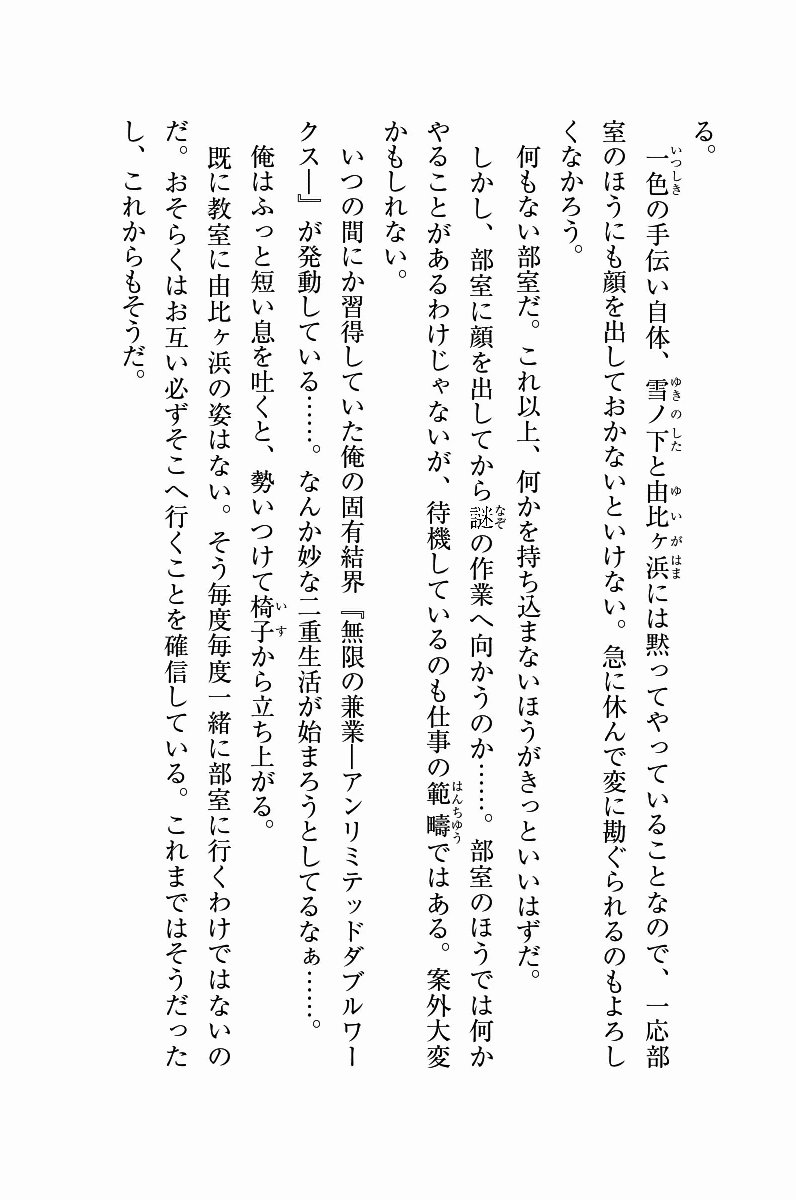 る。
一色の手伝い自体、雪ノ下と由比ヶ浜には黙ってやっていることなので、一応部
室のほうにも顔を出しておかないといけない。急に休んで変に勘ぐられるのもよろし
くなかろう。
何もない部室だ。これ以上、何かを持ち込まないほうがきっといいはずだ。
しかし、部室に顔を出してから謎の作業へ向かうのか……。部室のほうでは何か
やることがあるわけじゃないが、待機しているのも仕事の範疇ではある。案外大変
かもしれない。
いつの間にか習得していた俺の固有結界『無限の兼業―アンリミテッドダブルワー
クス―』が発動している……。なんか妙な二重生活が始まろうとしてるなぁ……。
俺はふっと短い息を吐くと、勢いつけて椅子から立ち上がる。
既に教室に由比ヶ浜の姿はない。そう毎度毎度一緒に部室に行くわけではないの
だ。おそらくはお互い必ずそこへ行くことを確信している。これまではそうだった
し、これからもそうだ。